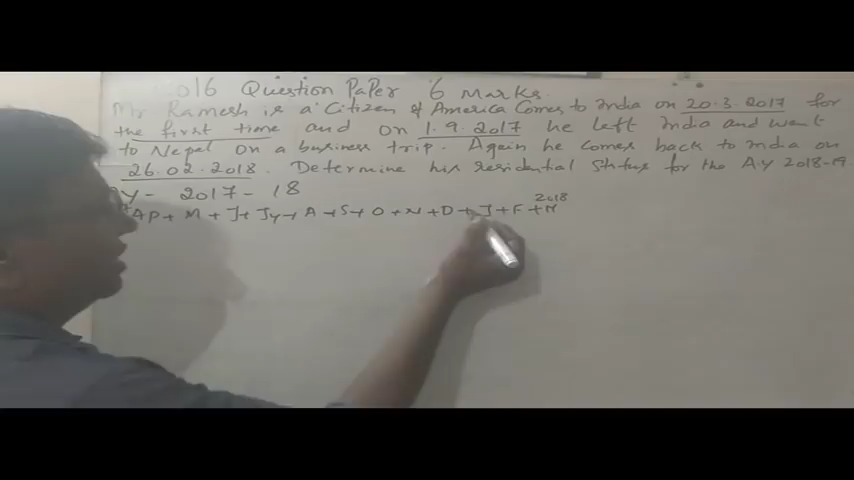 2016 Question Paper 6 Marks.
Mr Ramesh is a Citizen of America Comes to India on 20.3.2017 for
the first time and on 1.9.2017 he left India and went
to Nepal on a business trip. Again he comes back to India on
26.02.2018. Determine his residential Status for the A.Y 2018-19.
PY- 2017-18
2018
AP+ M + J+ Jy+ A +S+ O +N +D + J + F + M